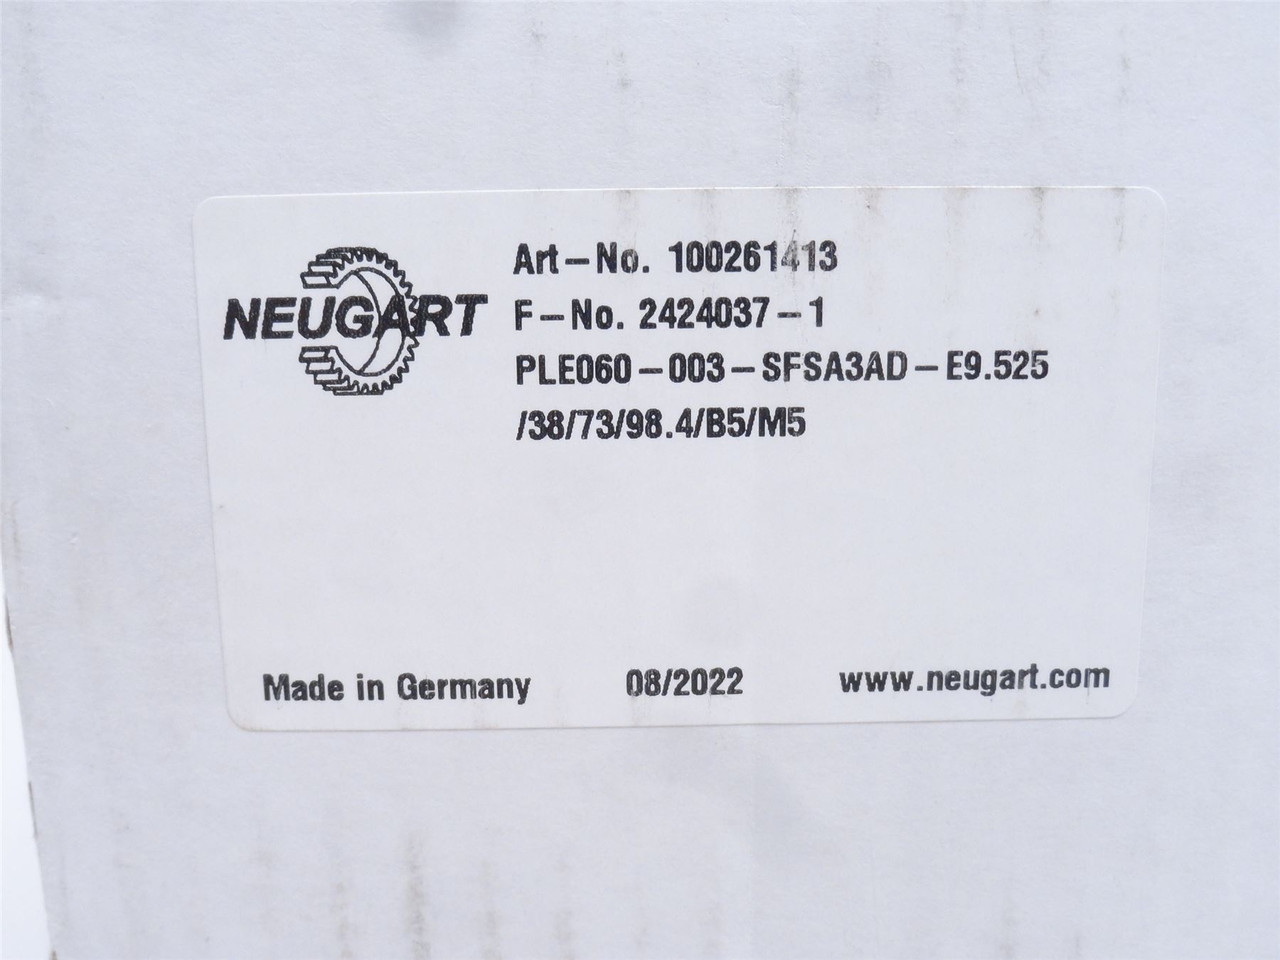 NEUGART
Art-No. 100261413
F-No. 2424037-1
PLE060-003-SFSA3AD-E9.525
/38/73/98.4/B5/M5
Made in Germany 08/2022 www.neugart.com